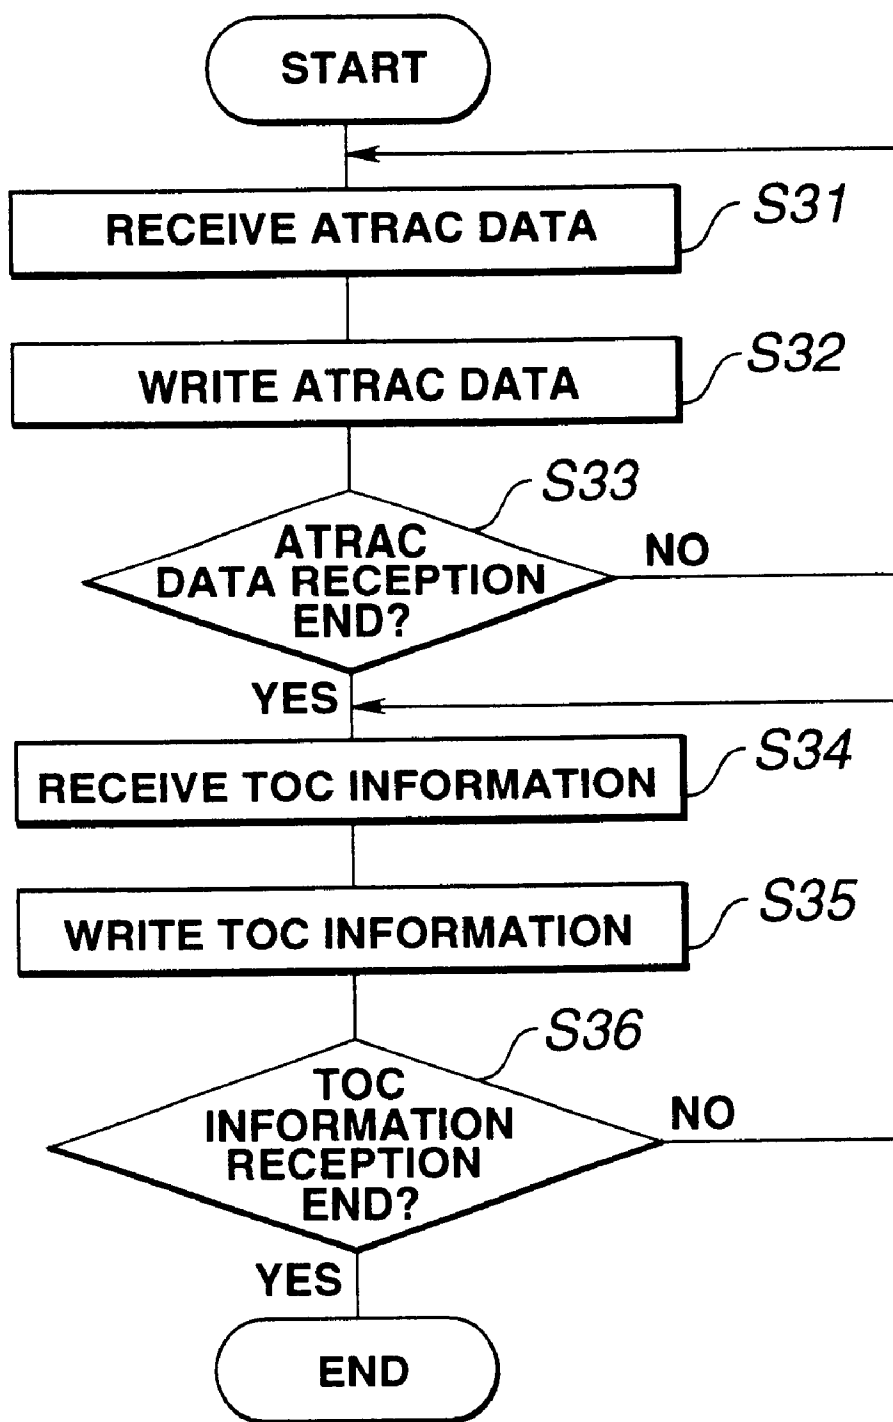 START
RECEIVE ATRAC DATA
S31
WRITE ATRAC DATA
S32
S33
ATRAC
DATA RECEPTION
END?
NO
YES
RECEIVE TOC INFORMATION
S34
WRITE TOC INFORMATION
S35
S36
TOC
INFORMATION
RECEPTION
END?
NO
YES
END